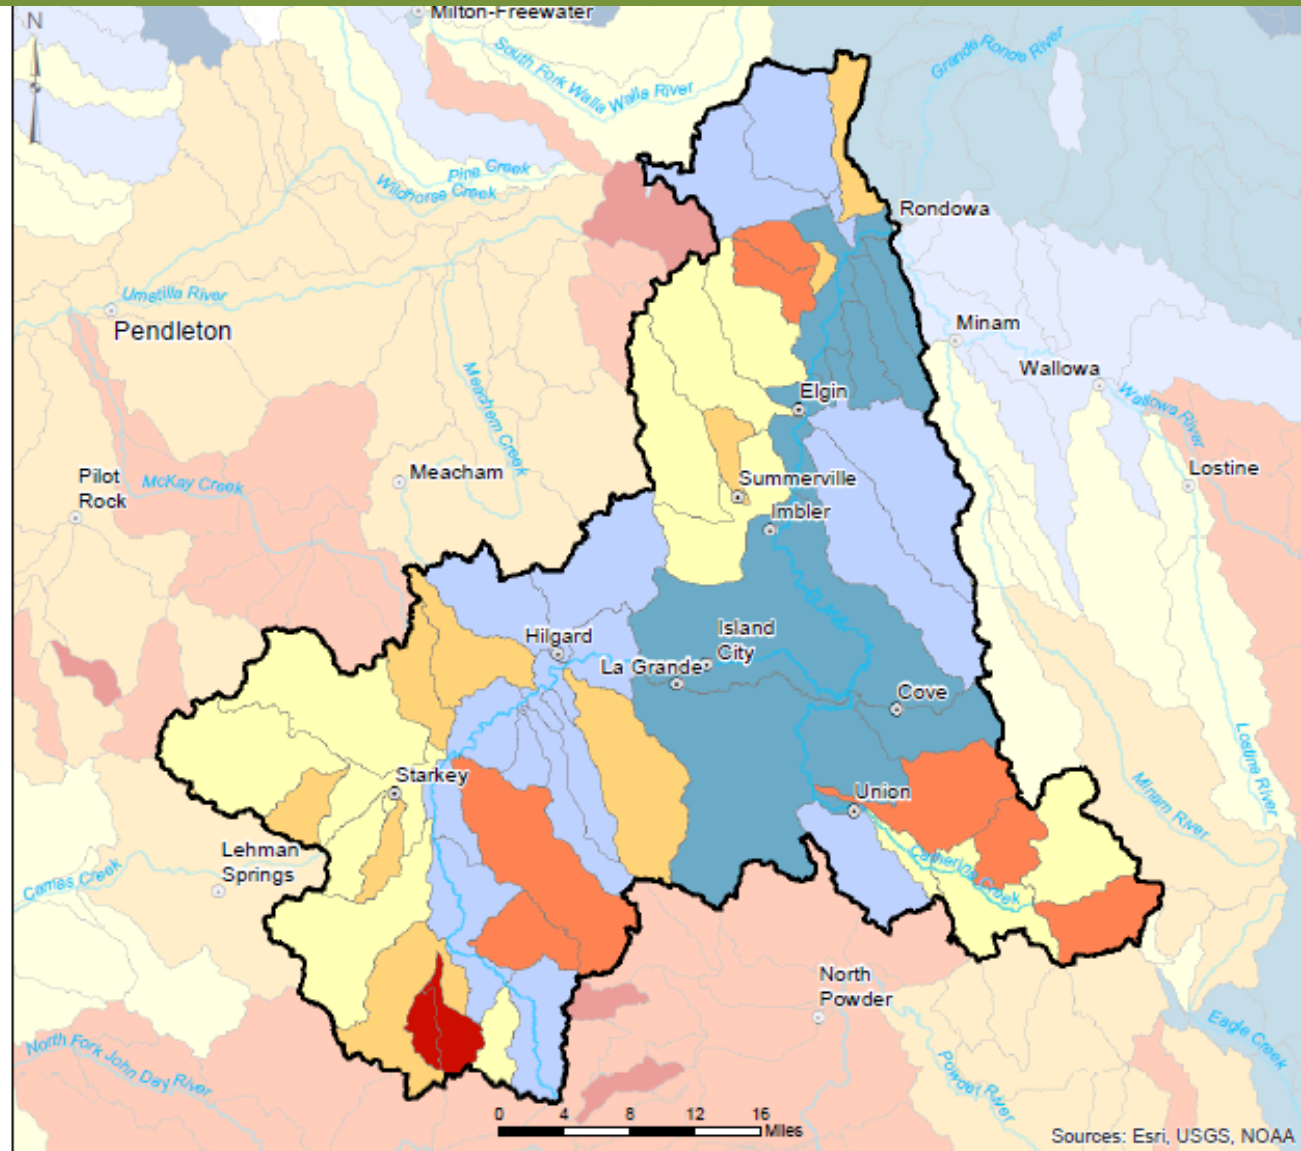 Milton-Freewater
N
Grande Ronde River
South Fork Walla Walla River
Pine Creek
Wildhorse Creek
Rondowa
Umatilla River
Pendleton
Minam
Wallowa
Wallowa River
Elgin
Meachem Creek
Lostine
Pilot
Rock
McKay Creek
Meacham
Summerville
Imbler
Hilgard
Island
City
La Grande
Cove
Lostine River
Starkey
Union
Minam River
Lehman
Springs
Camas Creek
Catherine Creek
North
Powder
Eagle Creek
North Fork John Day River
Powder River
0 4 8 12 16
Miles
Sources: Esri, USGS, NOAA